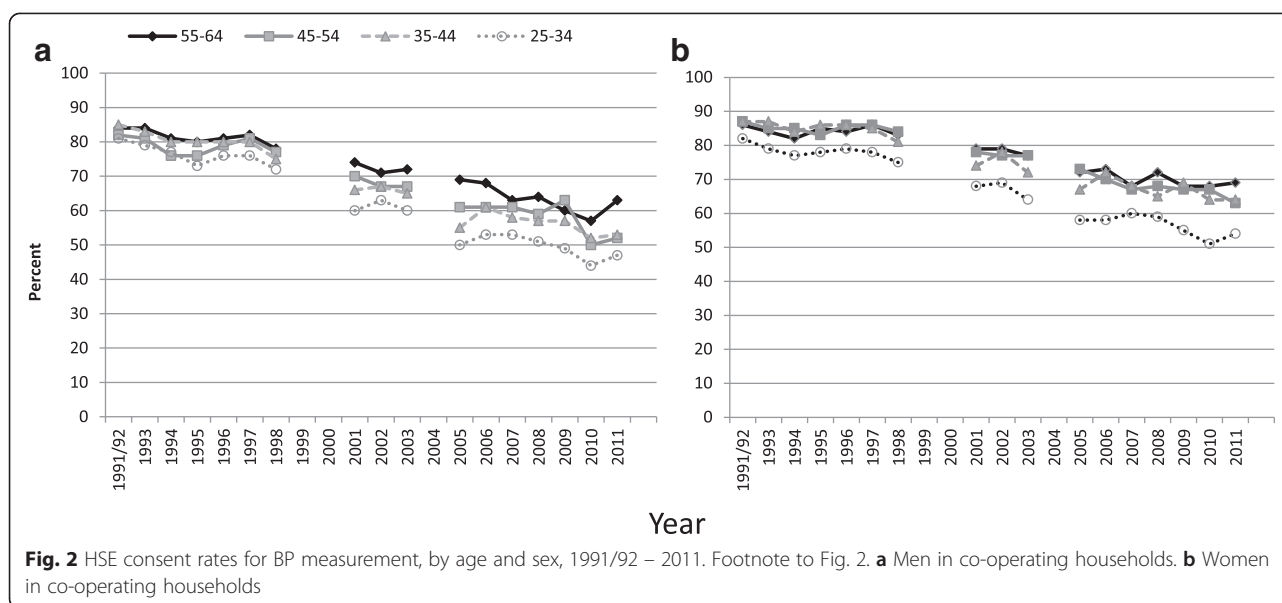 55-64 45-54 35-44 25-34
a
100
90
80
70
60
50
40
30
20
10
0
Percent
1991/92 1993 1994 1995 1996 1997 1998 1999 2000 2001 2002 2003 2004 2005 2006 2007 2008 2009 2010 2011
b
100
90
80
70
60
50
40
30
20
10
0
1991/92 1993 1994 1995 1996 1997 1998 1999 2000 2001 2002 2003 2004 2005 2006 2007 2008 2009 2010 2011
Year
Fig. 2 HSE consent rates for BP measurement, by age and sex, 1991/92 – 2011. Footnote to Fig. 2. a Men in co-operating households. b Women
in co-operating households